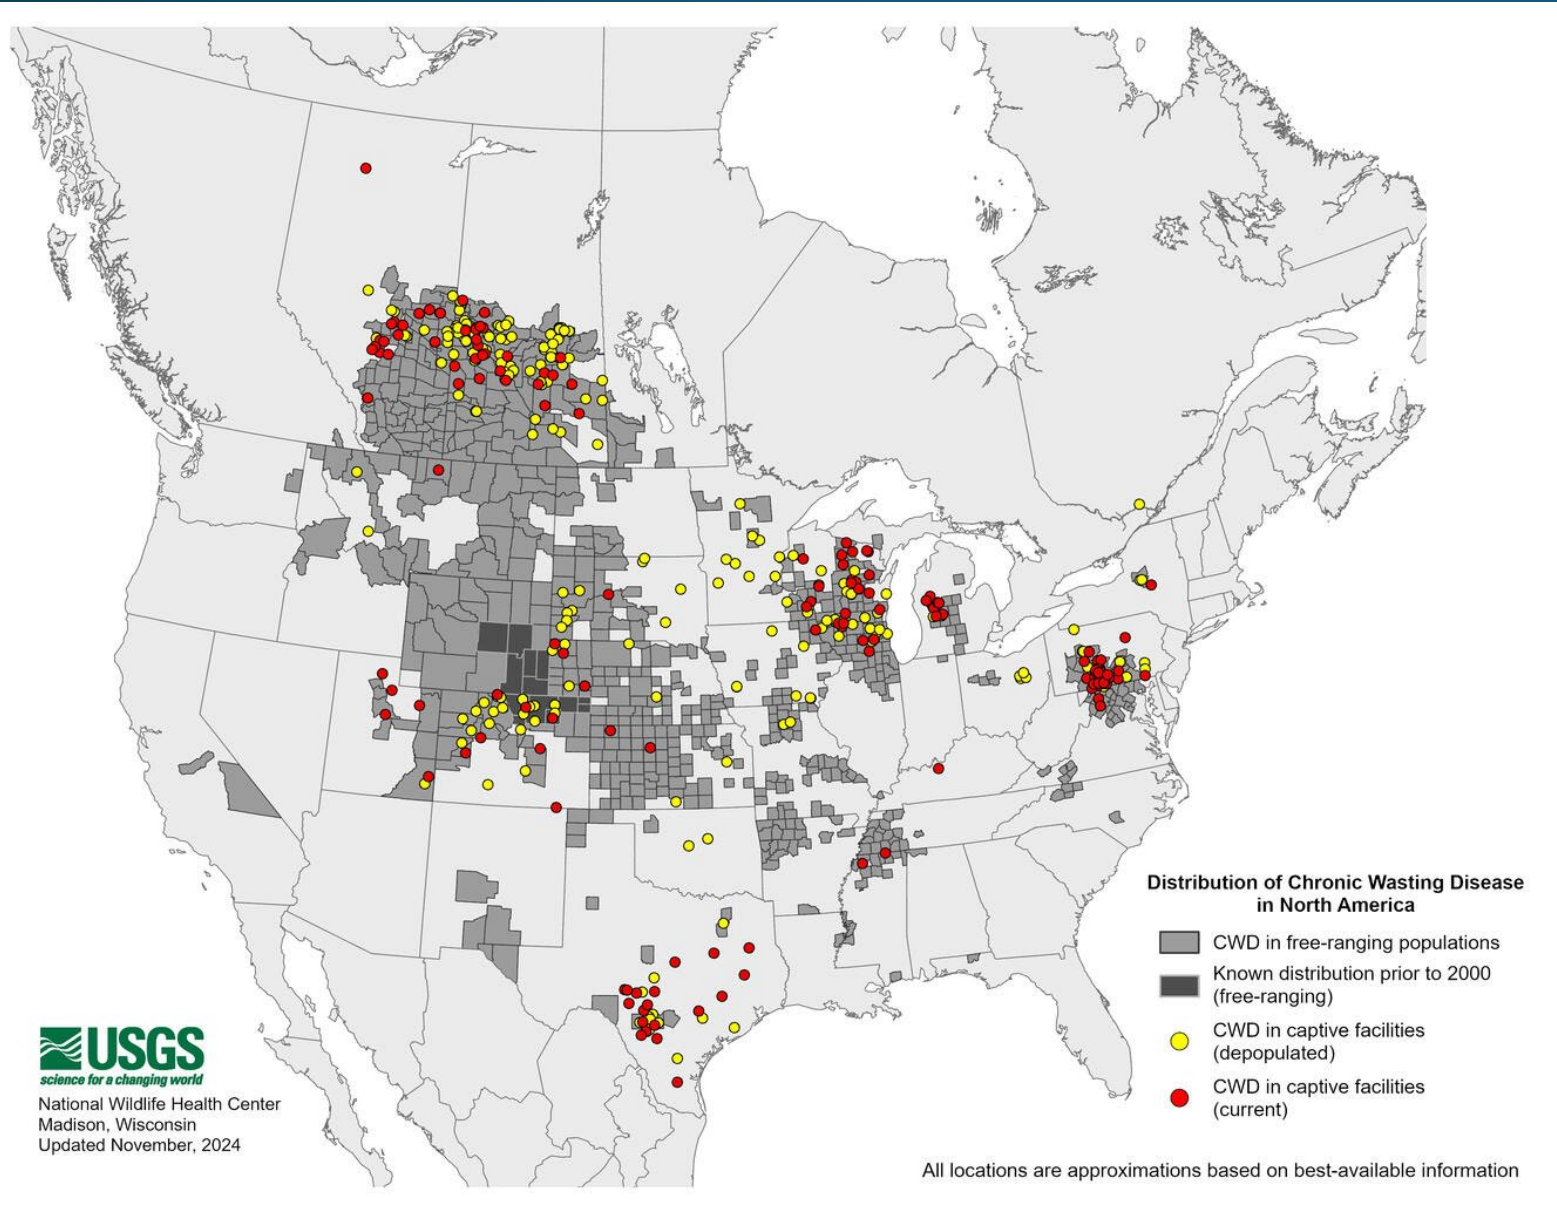 Distribution of Chronic Wasting Disease
in North America
CWD in free-ranging populations
Known distribution prior to 2000
(free-ranging)
CWD in captive facilities
(depopulated)
CWD in captive facilities
(current)
USGS
science for a changing world
National Wildlife Health Center
Madison, Wisconsin
Updated November, 2024
All locations are approximations based on best-available information